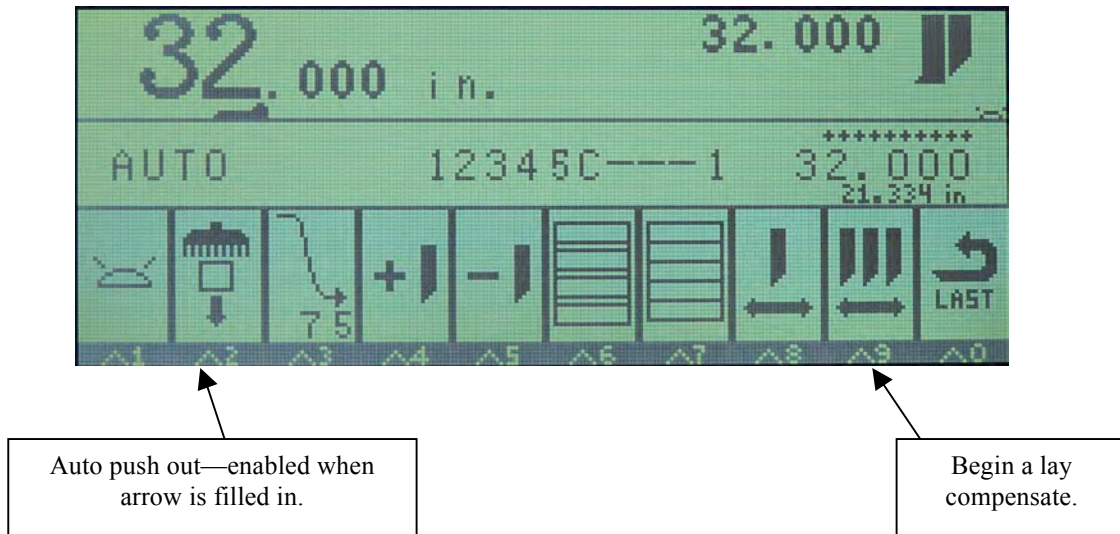 32.000 in.
32.000
AUTO
12345C---1
++++++++++
32.000
21.334 in
75
LAST
^1 ^2 ^3 ^4 ^5 ^6 ^7 ^8 ^9 ^0
Auto push out—enabled when
arrow is filled in.
Begin a lay
compensate.